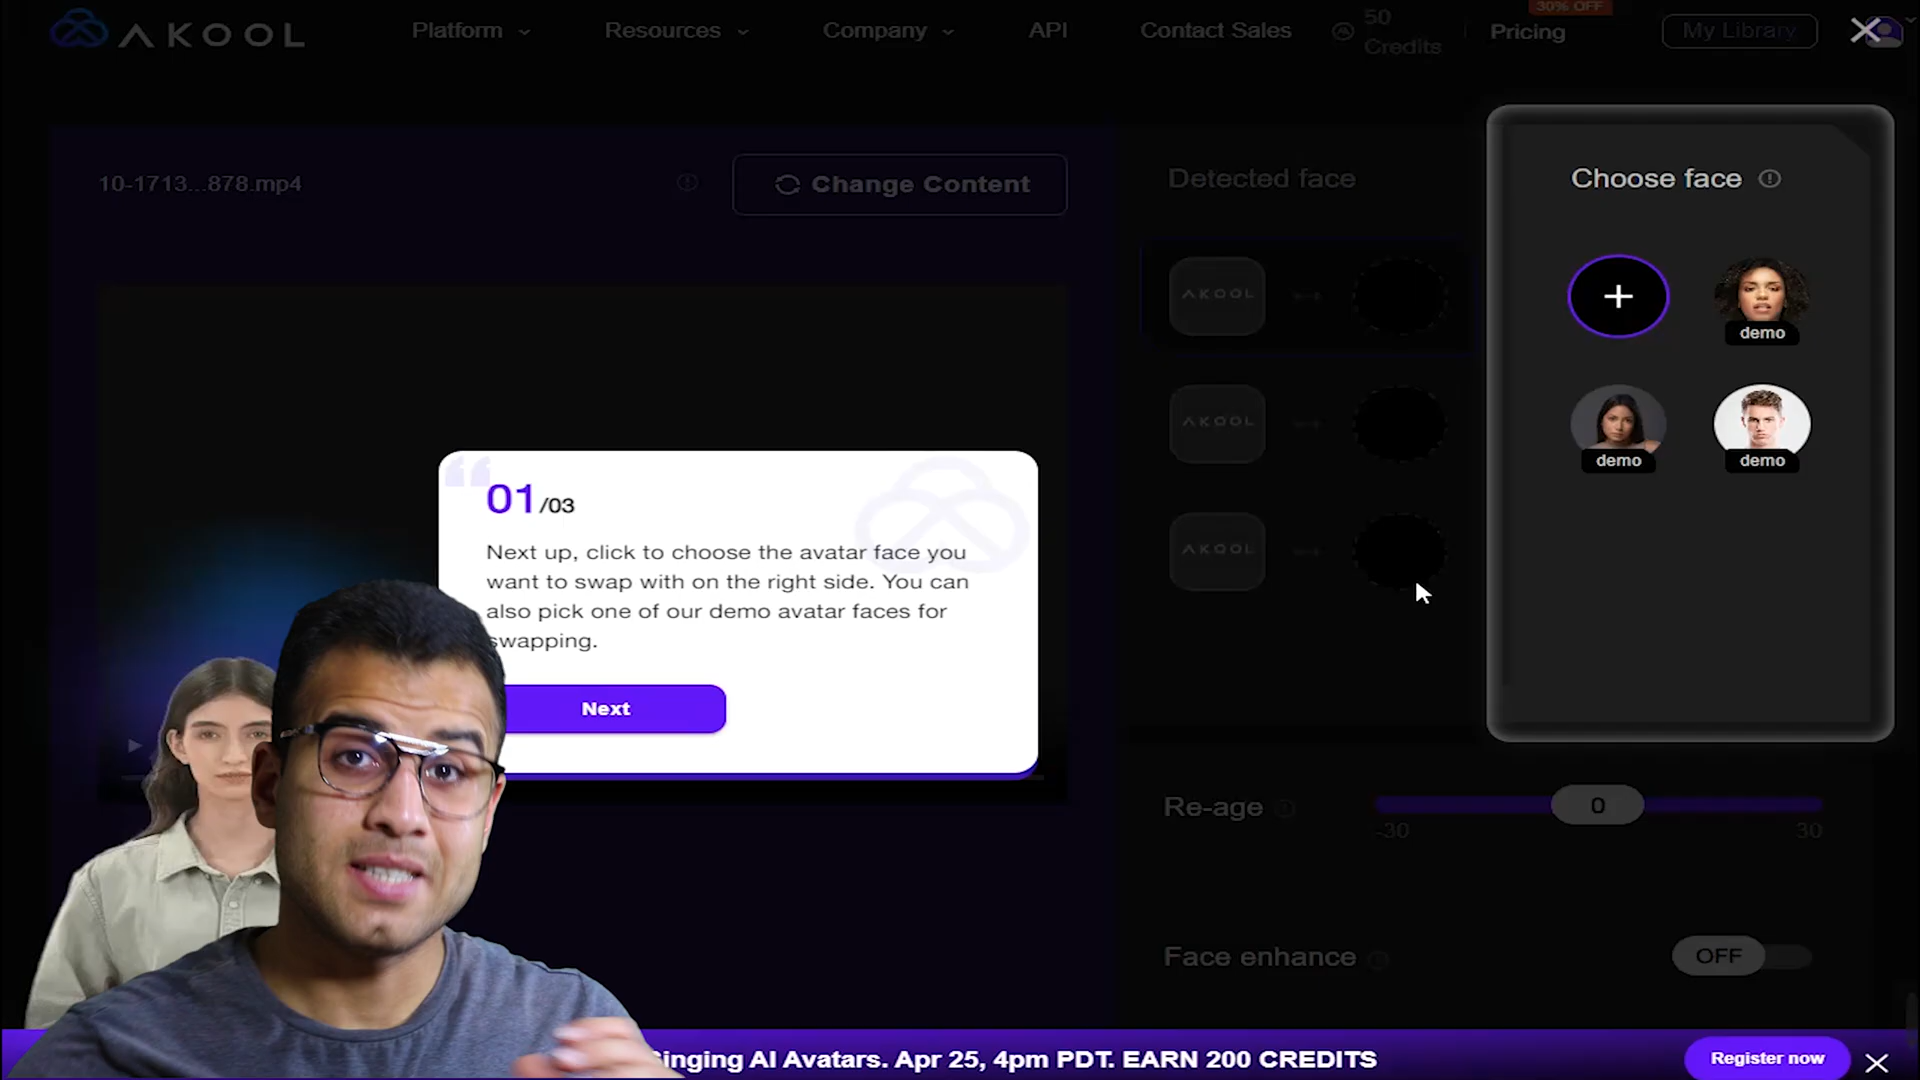 AKOOL
Platform
Resources
Company
API
Contact Sales
50
Credits
30% OFF
Pricing
My Library
10-1713...878.mp4
Change Content
Detected face
Choose face
AKOOL
demo
AKOOL
demo
demo
AKOOL
01/03
Next up, click to choose the avatar face you
want to swap with on the right side. You can
also pick one of our demo avatar faces for
swapping.
Next
Re-age
0
-30
30
Face enhance
OFF
inging AI Avatars. Apr 25, 4pm PDT. EARN 200 CREDITS
Register now